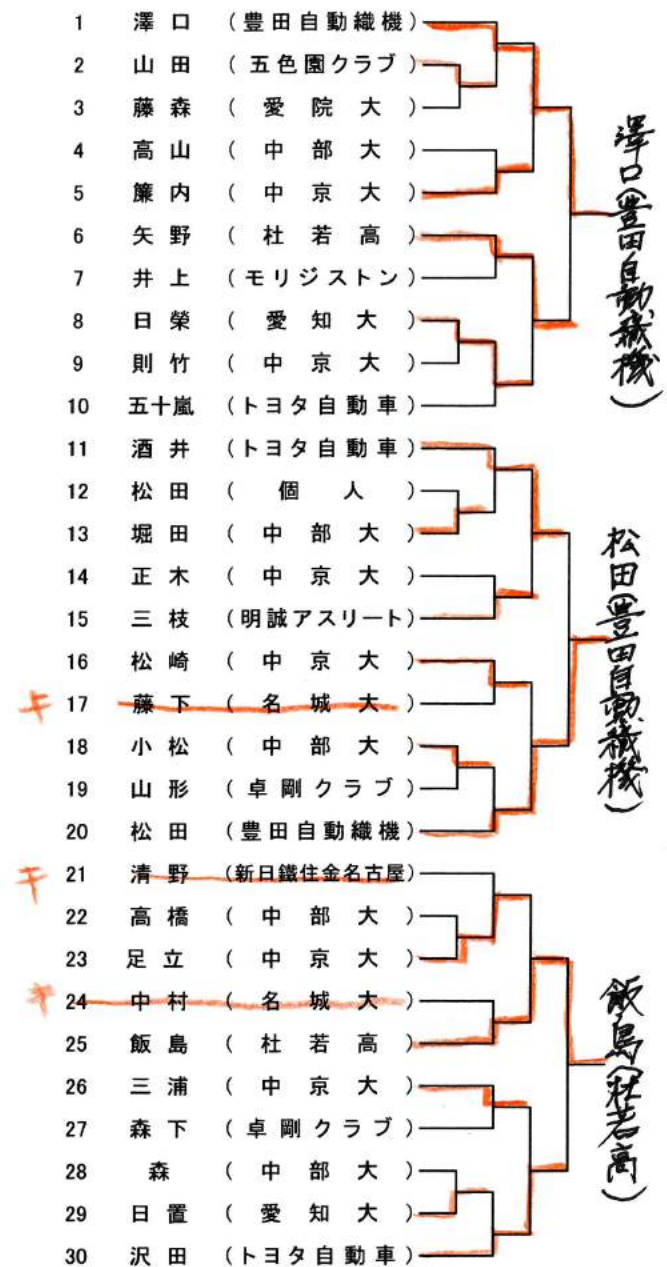 1 澤口 (豊田自動織機)
2 山田 (五色園クラブ)
3 藤森 (愛院大)
4 高山 (中部大)
5 簾内 (中京大)
6 矢野 (杜若高)
7 井上 (モリジストン)
8 日榮 (愛知大)
9 則竹 (中京大)
10 五十嵐 (トヨタ自動車)
澤口(豊田自動織機)
11 酒井 (トヨタ自動車)
12 松田 (個人)
13 堀田 (中部大)
14 正木 (中京大)
15 三枝 (明誠アスリート)
16 松崎 (中京大)
キ 17 藤下 (名城大)
18 小松 (中部大)
19 山形 (卓剛クラブ)
20 松田 (豊田自動織機)
松田(豊田自動織機)
キ 21 清野 (新日鐵住金名古屋)
22 高橋 (中部大)
23 足立 (中京大)
キ 24 中村 (名城大)
25 飯島 (杜若高)
26 三浦 (中京大)
27 森下 (卓剛クラブ)
28 森 (中部大)
29 日置 (愛知大)
30 沢田 (トヨタ自動車)
飯島(杜若高)